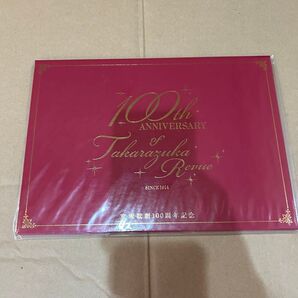 100th
ANNIVERSARY
of
Takarazuka
Revue
SINCE 1914
宝塚歌劇100周年記念